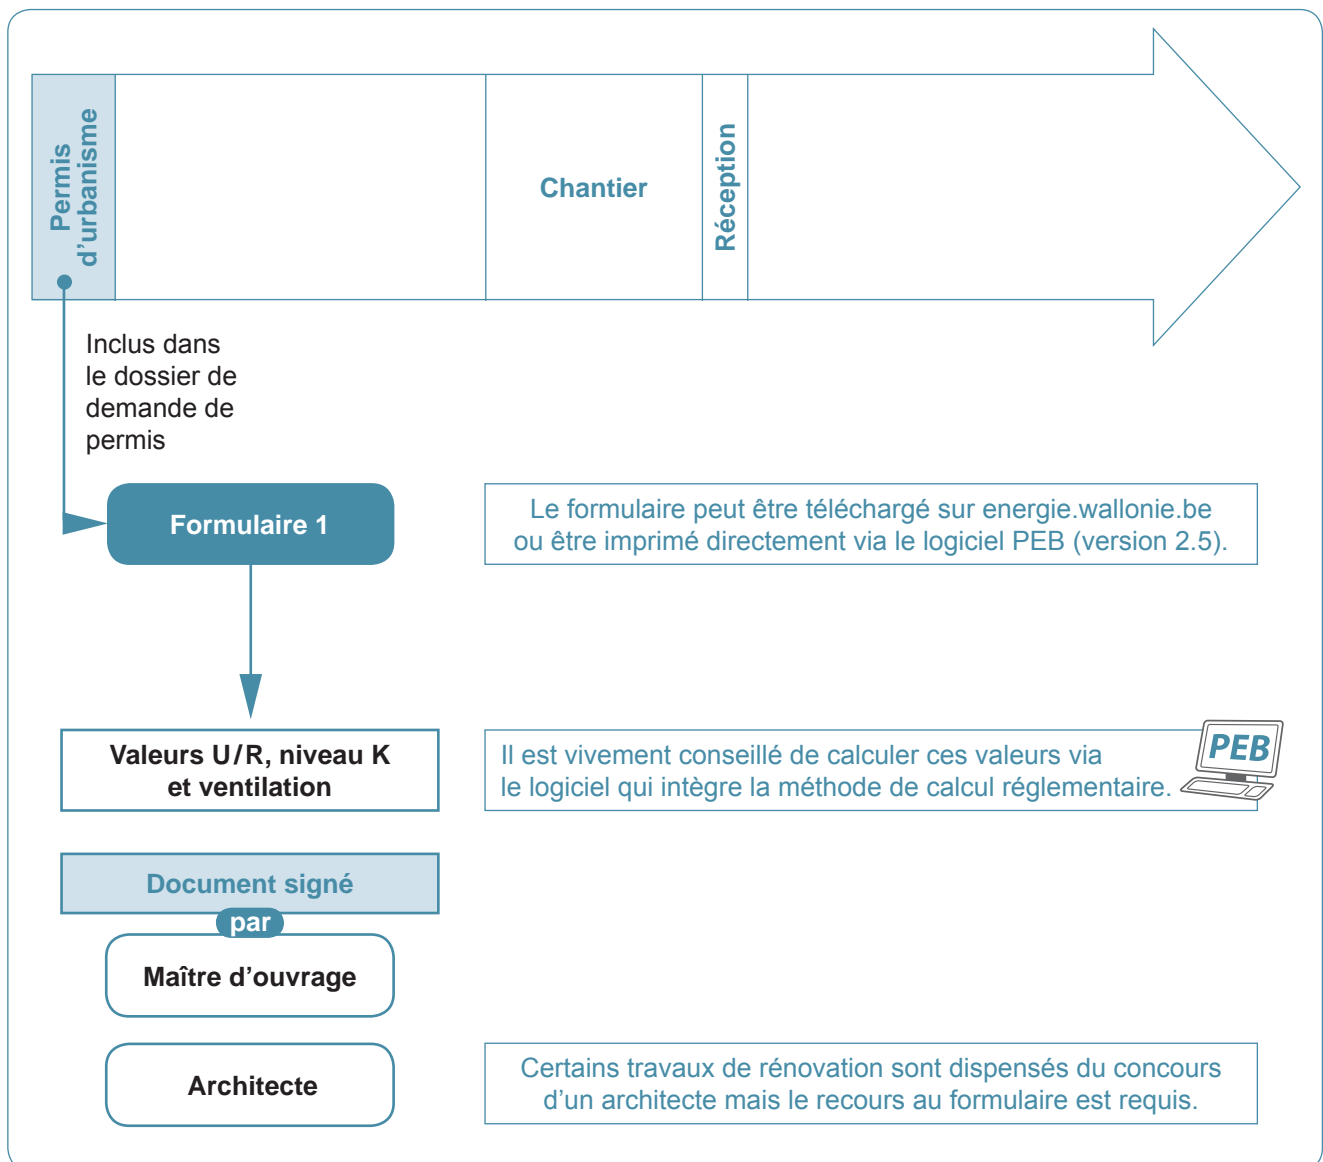 Permis
d'urbanisme
Chantier
Réception
Inclus dans
le dossier de
demande de
permis
Formulaire 1
Le formulaire peut être téléchargé sur energie.wallonie.be
ou être imprimé directement via le logiciel PEB (version 2.5).
Valeurs U/R, niveau K
et ventilation
Il est vivement conseillé de calculer ces valeurs via
le logiciel qui intègre la méthode de calcul réglementaire.
PEB
Document signé
par
Maître d'ouvrage
Architecte
Certains travaux de rénovation sont dispensés du concours
d'un architecte mais le recours au formulaire est requis.